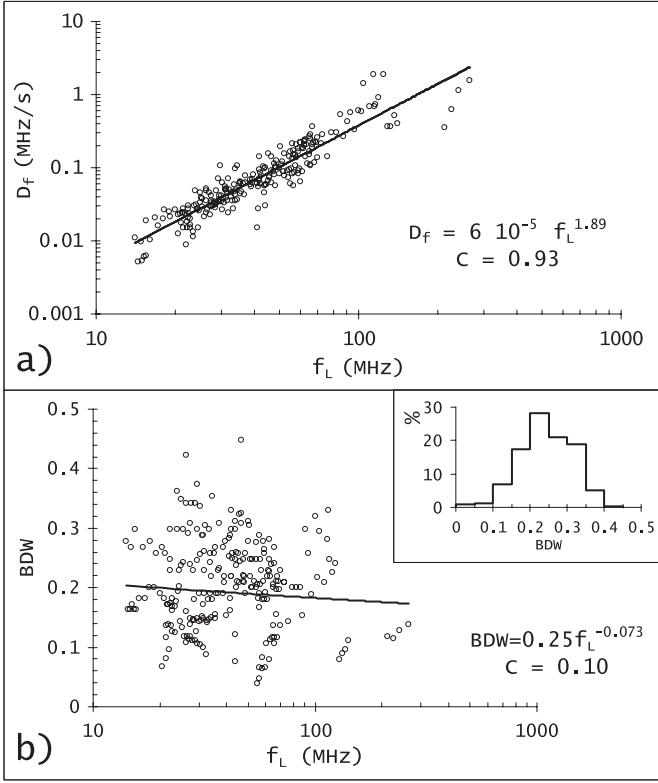 10
1
0.1
0.01
0.001
D_f (MHz/s)
D_f = 6 10^-5 f_L^1.89
C = 0.93
10 100 1000
f_L (MHz)
a)
0.5
0.4
0.3
0.2
0.1
0
BDW
%
30
20
10
0
0 0.1 0.2 0.3 0.4 0.5
BDW
BDW=0.25f_L^-0.073
C = 0.10
10 100 1000
f_L (MHz)
b)